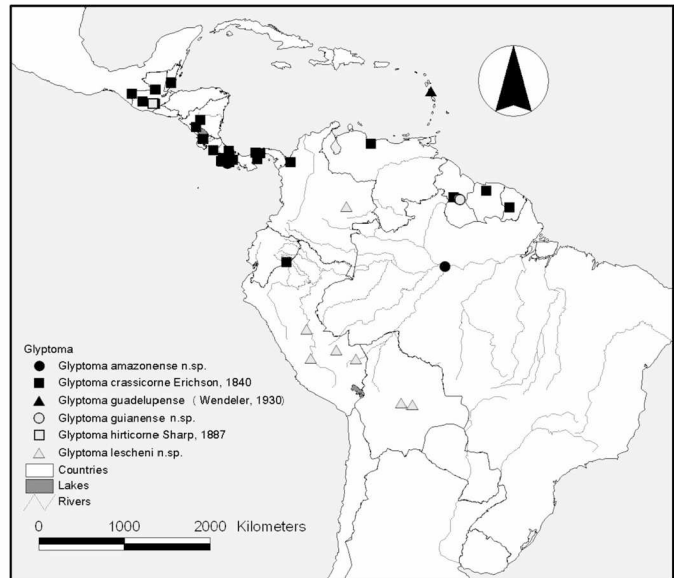 Glyptoma
Glyptoma amazonense n.sp.
Glyptoma crassicorne Erichson, 1840
Glyptoma guadelupense (Wendeler, 1930)
Glyptoma guianense n.sp.
Glyptoma hirticorne Sharp, 1887
Glyptoma lescheni n.sp.
Countries
Lakes
Rivers
0 1000 2000 Kilometers